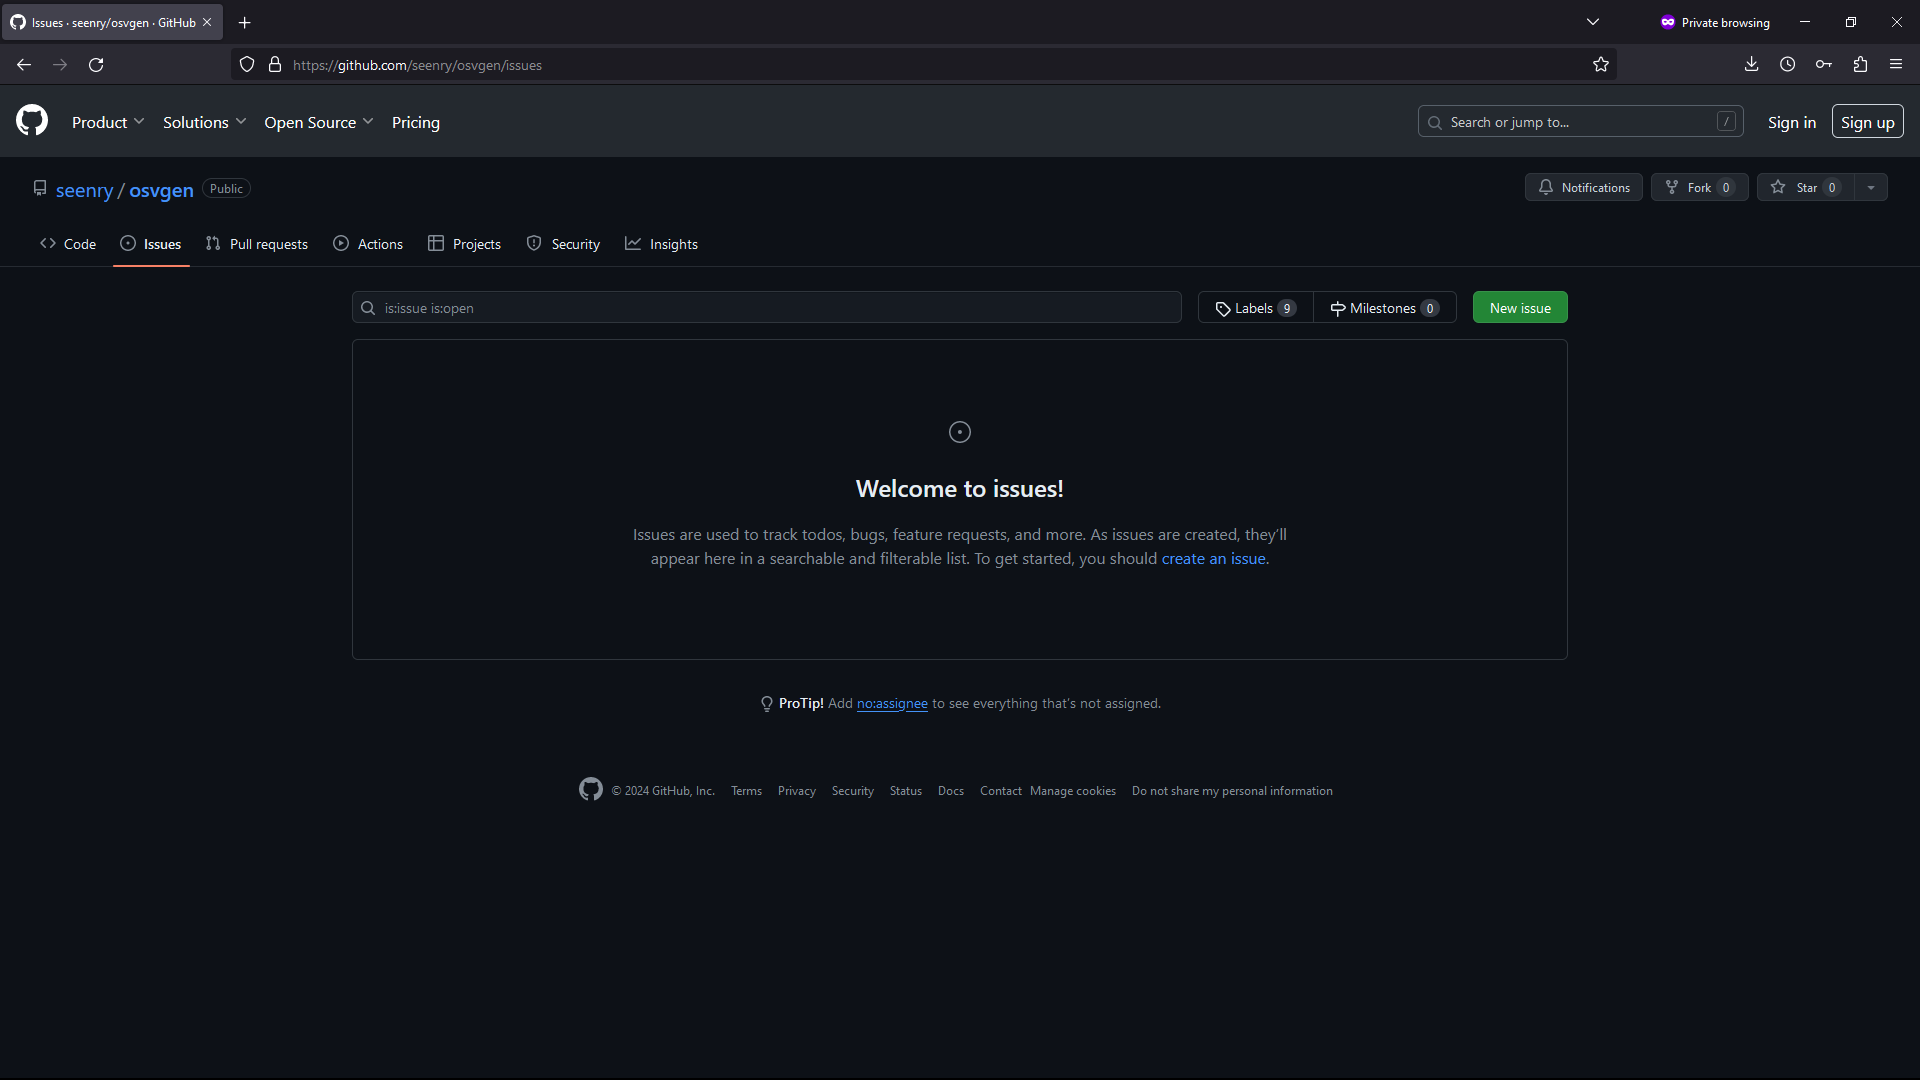 Issues · seenry/osvgen · GitHub
Private browsing
https://github.com/seenry/osvgen/issues
Product Solutions Open Source Pricing
Search or jump to... /
Sign in
Sign up
seenry / osvgen Public
Notifications
Fork 0
Star 0
Code Issues Pull requests Actions Projects Security Insights
is:issue is:open
Labels 9
Milestones 0
New issue
Welcome to issues!
Issues are used to track todos, bugs, feature requests, and more. As issues are created, they’ll
appear here in a searchable and filterable list. To get started, you should create an issue.
ProTip! Add no:assignee to see everything that’s not assigned.
© 2024 GitHub, Inc. Terms Privacy Security Status Docs Contact Manage cookies Do not share my personal information